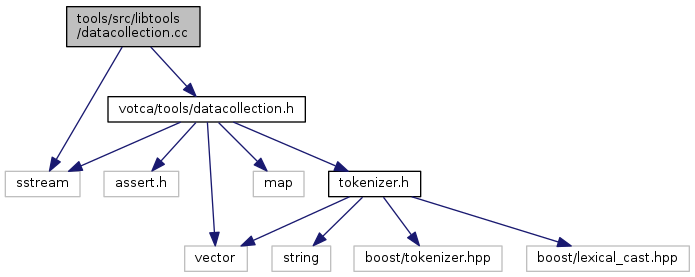 tools/src/libtools
/datacollection.cc
votca/tools/datacollection.h
sstream
assert.h
map
tokenizer.h
vector
string
boost/tokenizer.hpp
boost/lexical_cast.hpp